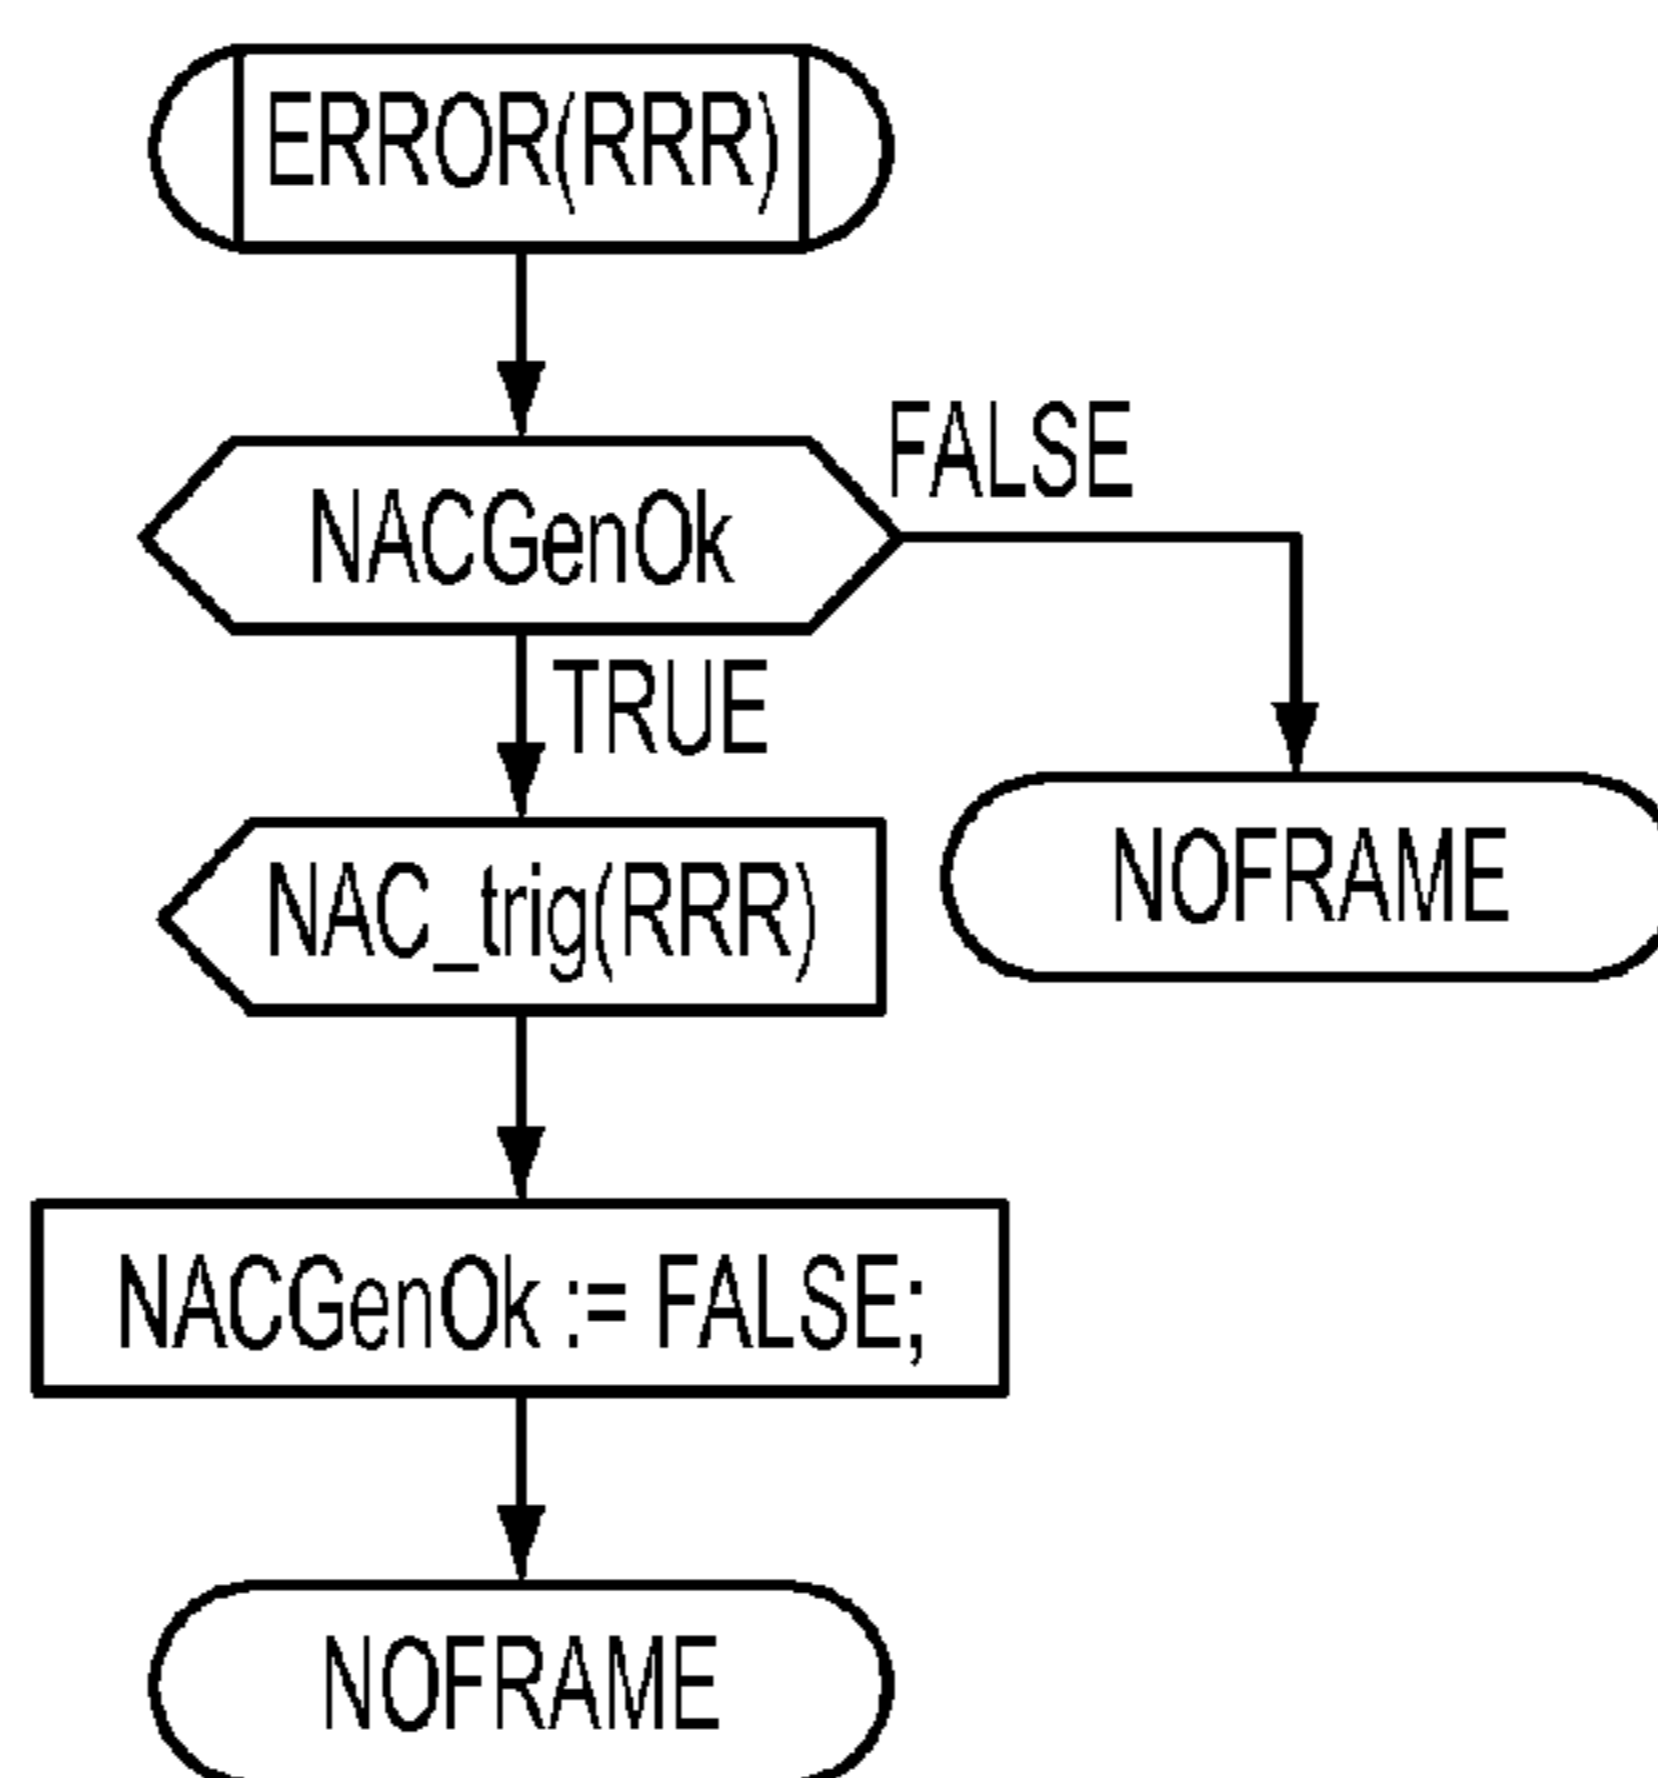 ERROR(RRR)
NACGenOk
FALSE
TRUE
NAC_trig(RRR)
NOFRAME
NACGenOk := FALSE;
NOFRAME